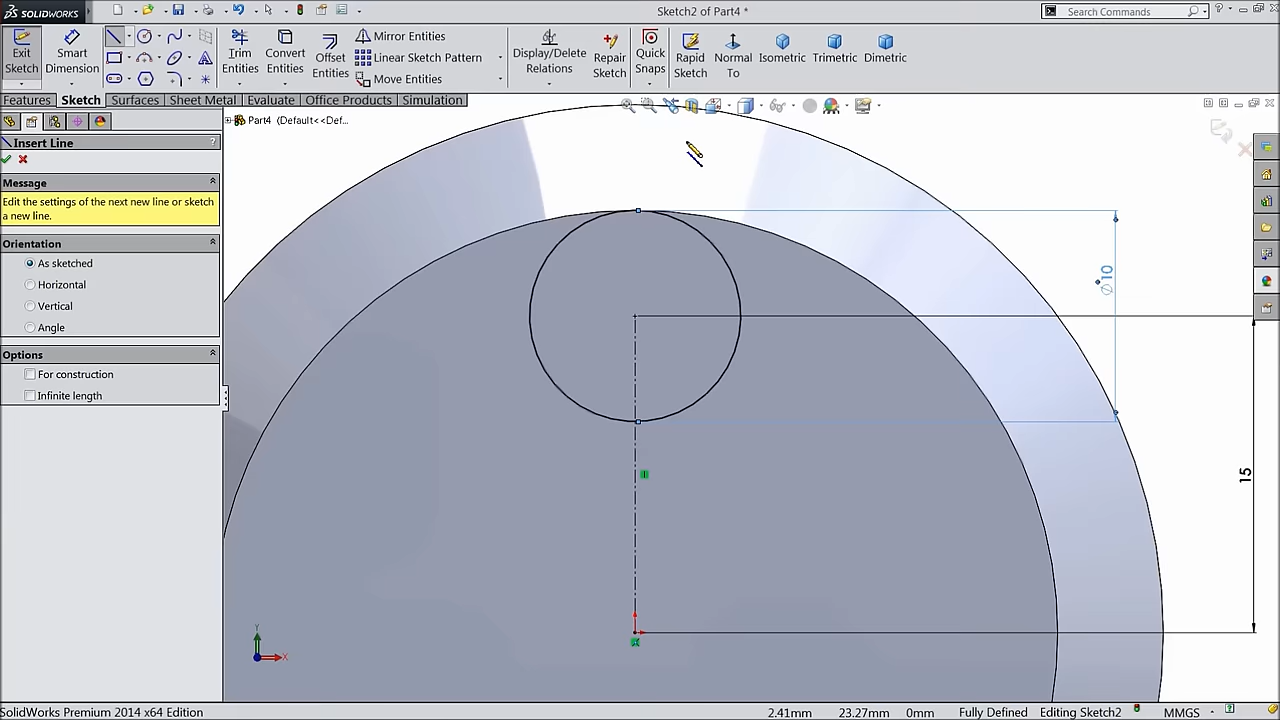 SOLIDWORKS
Sketch2 of Part4 *
Search Commands
Exit Sketch
Smart Dimension
Trim Entities
Convert Entities
Offset Entities
Mirror Entities
Linear Sketch Pattern
Move Entities
Display/Delete Relations
Repair Sketch
Quick Snaps
Rapid Sketch
Normal To
Isometric
Trimetric
Dimetric
Features Sketch Surfaces Sheet Metal Evaluate Office Products Simulation
Part4 (Default<<Def...
Insert Line
?
Message
Edit the settings of the next new line or sketch
a new line.
Orientation
As sketched
Horizontal
Vertical
Angle
Options
For construction
Infinite length
∅10
15
Y
X
SolidWorks Premium 2014 x64 Edition
2.41mm 23.27mm 0mm Fully Defined Editing Sketch2 MMGS